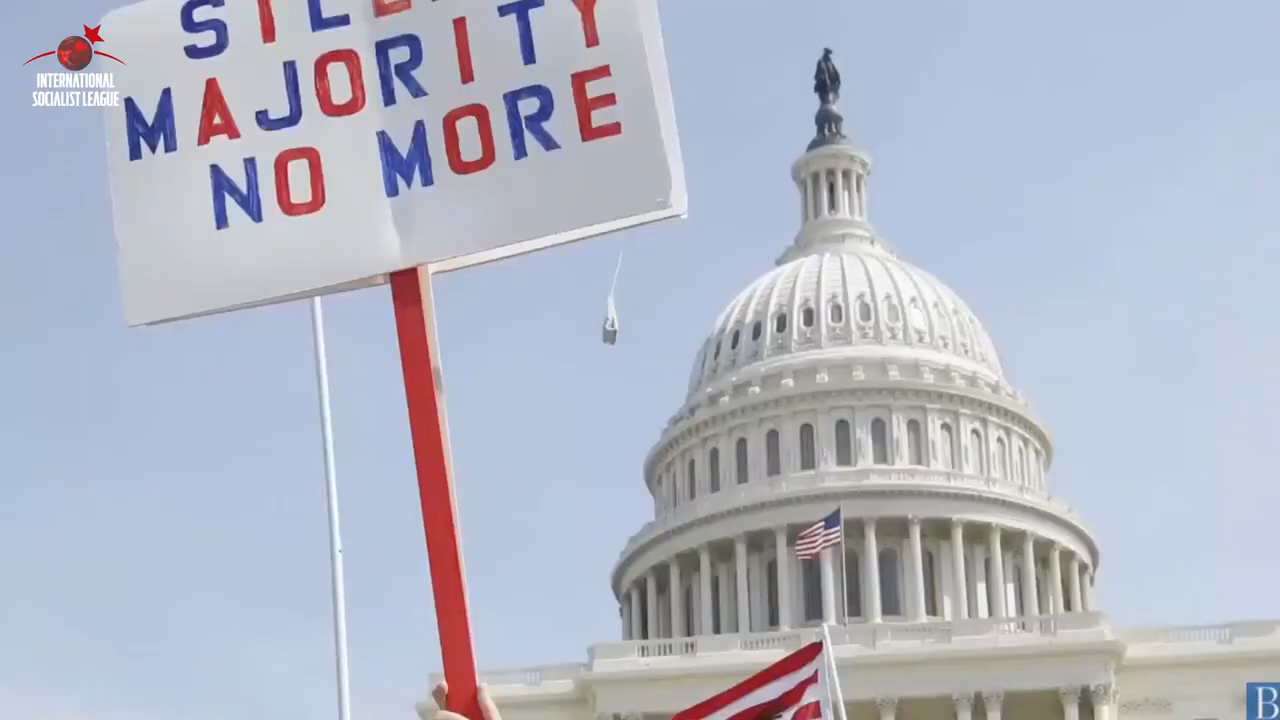 INTERNATIONAL
SOCIALIST LEAGUE
MAJORITY
NO MORE
B